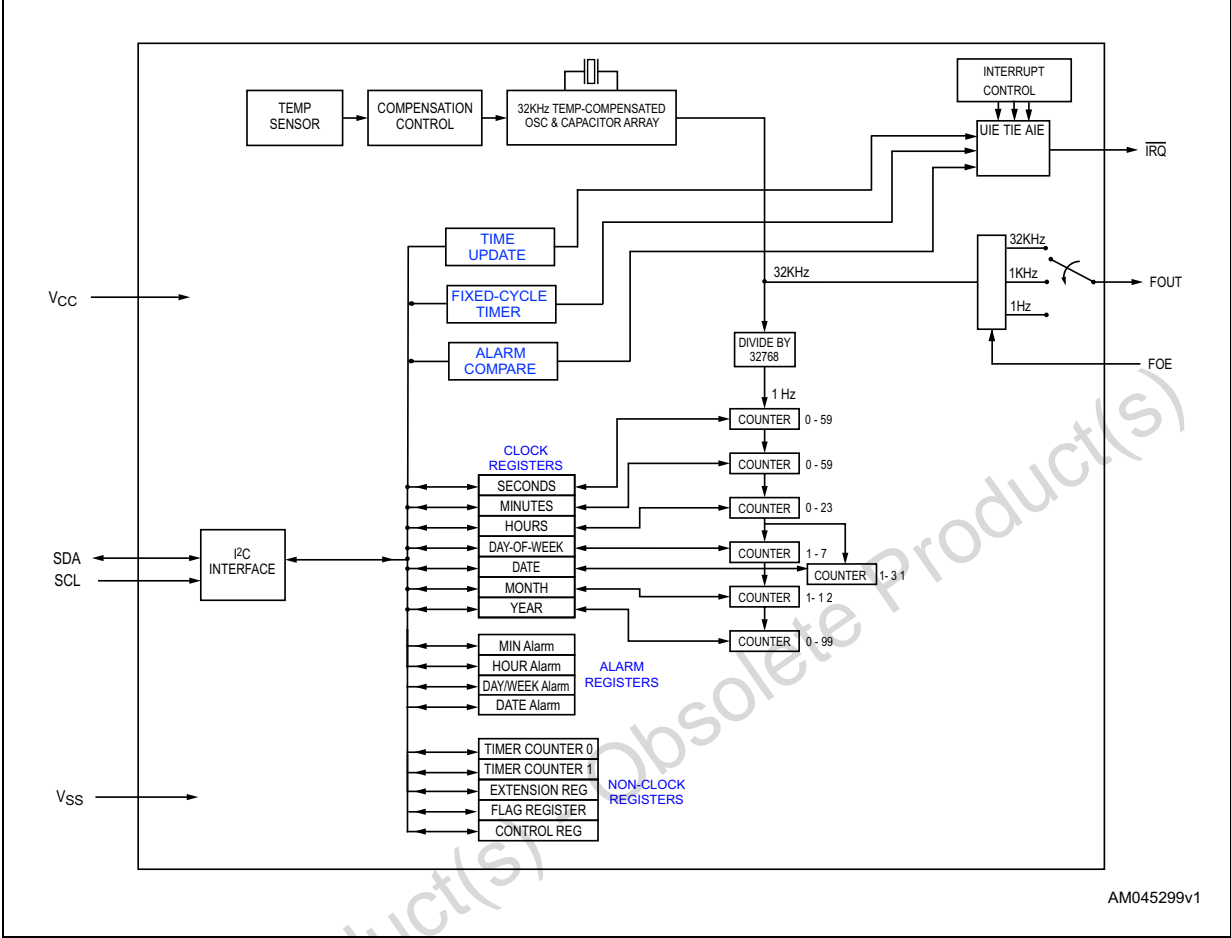 TEMP
SENSOR
COMPENSATION
CONTROL
32KHz TEMP-COMPENSATED
OSC & CAPACITOR ARRAY
INTERRUPT
CONTROL
UIE TIE AIE
IRQ
TIME
UPDATE
FIXED-CYCLE
TIMER
ALARM
COMPARE
VCC
32KHz
32KHz
1KHz
1Hz
FOUT
FOE
DIVIDE BY
32768
1 Hz
COUNTER 0 - 59
COUNTER 0 - 59
COUNTER 0 - 23
COUNTER 1 - 7
COUNTER 1- 3 1
COUNTER 1- 1 2
COUNTER 0 - 99
CLOCK
REGISTERS
SECONDS
MINUTES
HOURS
DAY-OF-WEEK
DATE
MONTH
YEAR
SDA
SCL
I2C
INTERFACE
MIN Alarm
HOUR Alarm
DAY/WEEK Alarm
DATE Alarm
ALARM
REGISTERS
TIMER COUNTER 0
TIMER COUNTER 1
EXTENSION REG
FLAG REGISTER
CONTROL REG
NON-CLOCK
REGISTERS
VSS
AM045299v1
duct(s) - Obsolete Product(s)